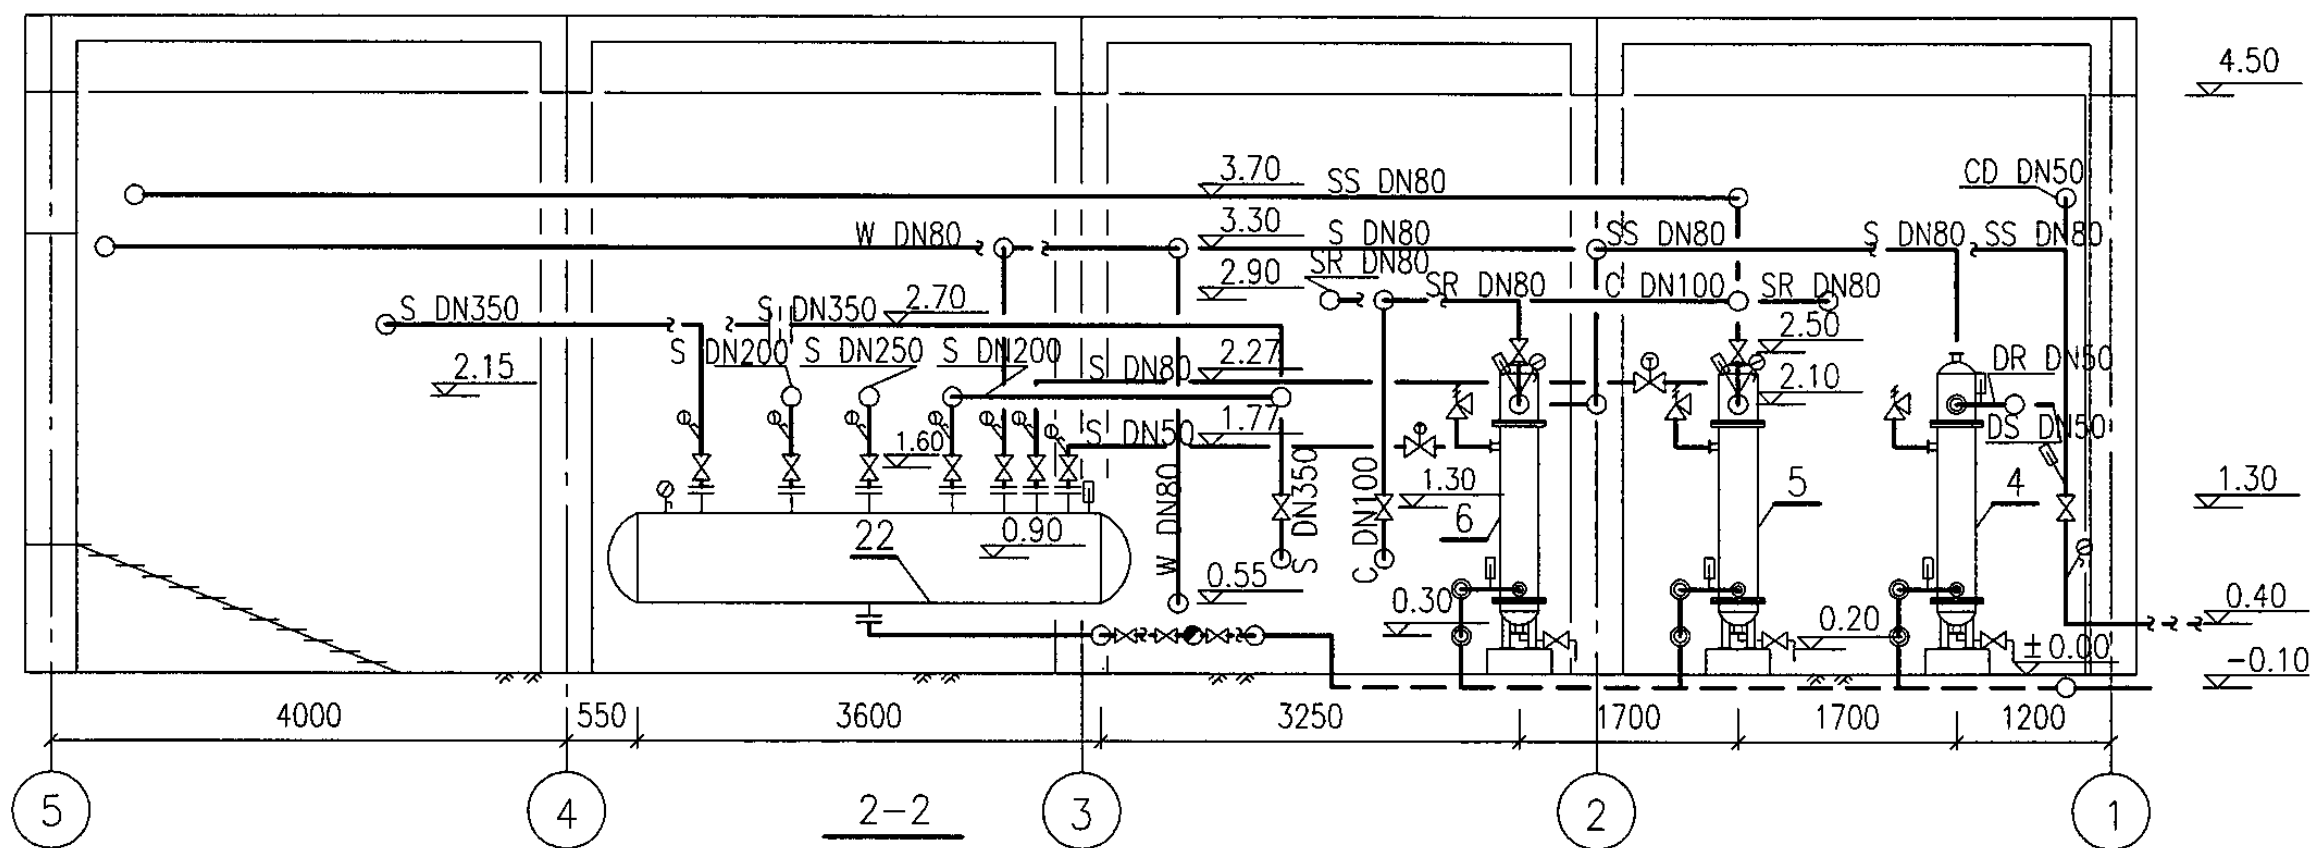 4.50
3.70
SS DN80
CD DN50
W DN80
3.30
S DN80
SS DN80
S DN80
SS DN80
2.90
SR DN80
SR DN80
C DN100
SR DN80
S DN350
S DN350
2.70
2.50
S DN200
S DN250
S DN200
2.15
S DN80
2.27
2.10
DR DN50
1.77
S DN50
1.60
DS DN50
W DN80
S DN350
C DN100
1.30
6
5
4
1.30
22
0.90
0.55
0.30
0.20
0.40
±0.00
-0.10
4000
550
3600
3250
1700
1700
1200
5
4
2-2
3
2
1